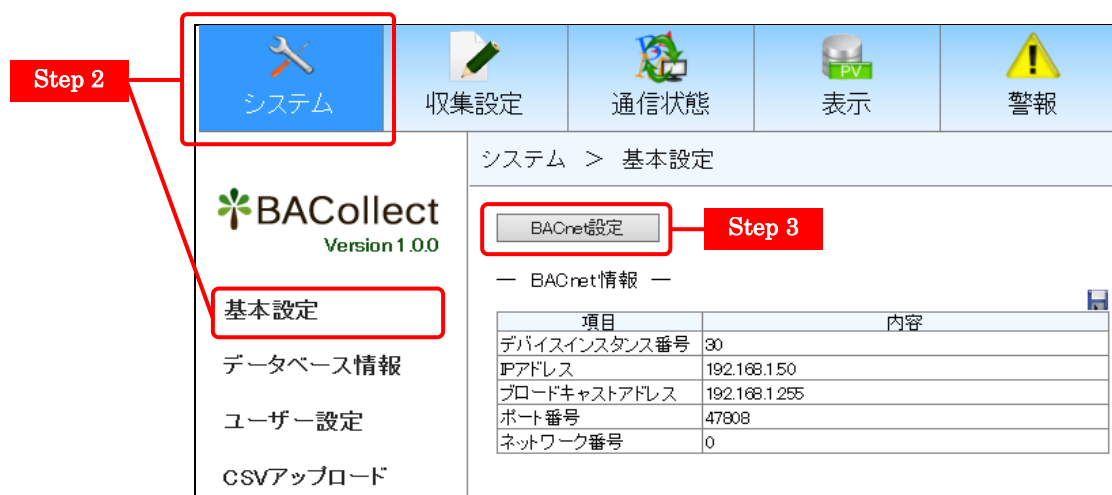 Step 2
システム
収集設定
通信状態
PV
表示
警報
システム > 基本設定
BACollect
Version 1.0.0
BACnet設定
Step 3
― BACnet情報 ―
基本設定
データベース情報
ユーザー設定
CSVアップロード
項目 内容
デバイスインスタンス番号 30
IPアドレス 192.168.1.50
ブロードキャストアドレス 192.168.1.255
ポート番号 47808
ネットワーク番号 0